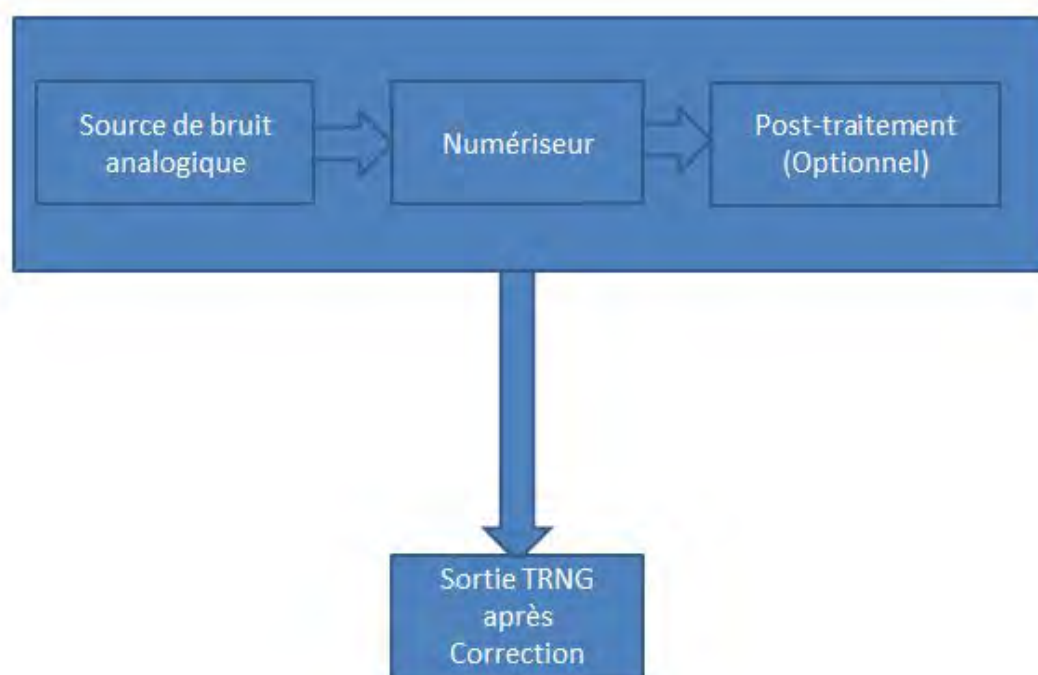 Source de bruit
analogique
Numériseur
Post-traitement
(Optionnel)
Sortie TRNG
après
Correction